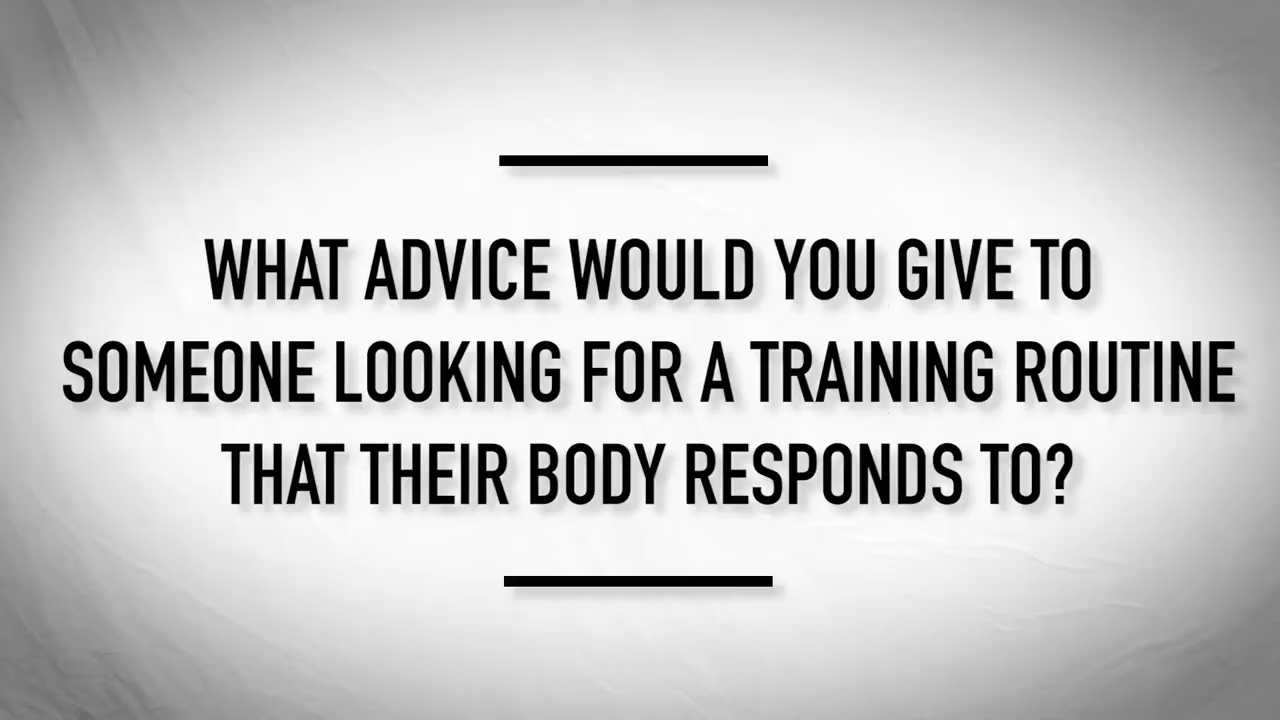 WHAT ADVICE WOULD YOU GIVE TO
SOMEONE LOOKING FOR A TRAINING ROUTINE
THAT THEIR BODY RESPONDS TO?